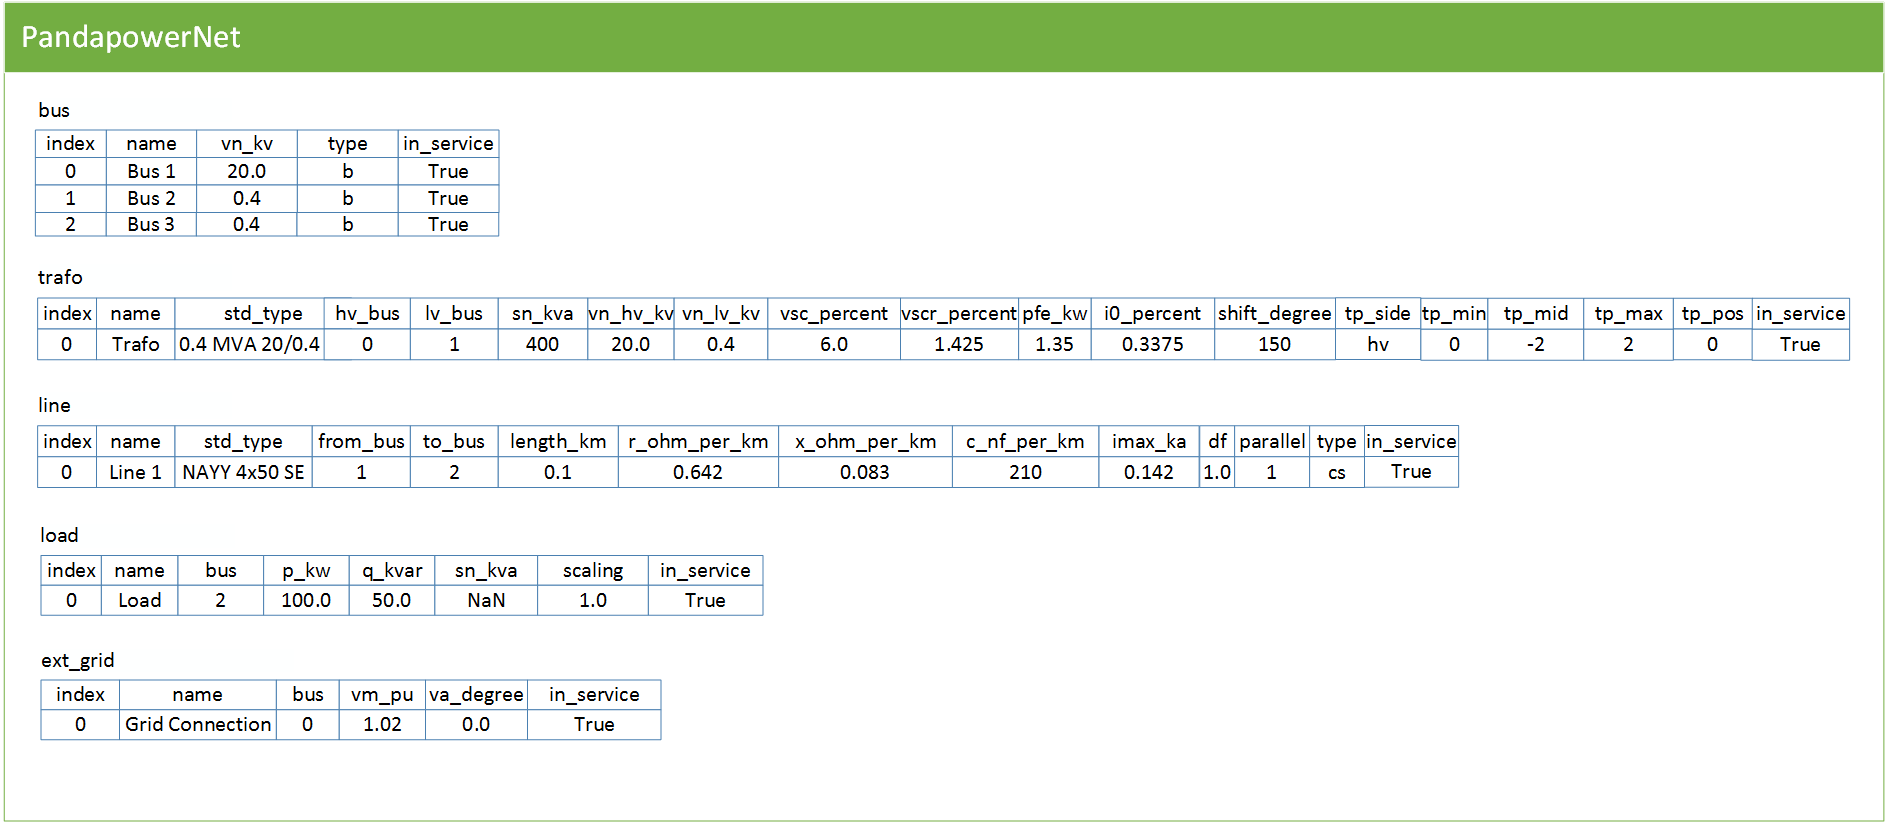 PandapowerNet
bus
index name vn_kv type in_service
0 Bus 1 20.0 b True
1 Bus 2 0.4 b True
2 Bus 3 0.4 b True
trafo
index name std_type hv_bus lv_bus sn_kva vn_hv_kv vn_lv_kv vsc_percent vscr_percent pfe_kw i0_percent shift_degree tp_side tp_min tp_mid tp_max tp_pos in_service
0 Trafo 0.4 MVA 20/0.4 0 1 400 20.0 0.4 6.0 1.425 1.35 0.3375 150 hv 0 -2 2 0 True
line
index name std_type from_bus to_bus length_km r_ohm_per_km x_ohm_per_km c_nf_per_km imax_ka df parallel type in_service
0 Line 1 NAYY 4x50 SE 1 2 0.1 0.642 0.083 210 0.142 1.0 1 cs True
load
index name bus p_kw q_kvar sn_kva scaling in_service
0 Load 2 100.0 50.0 NaN 1.0 True
ext_grid
index name bus vm_pu va_degree in_service
0 Grid Connection 0 1.02 0.0 True